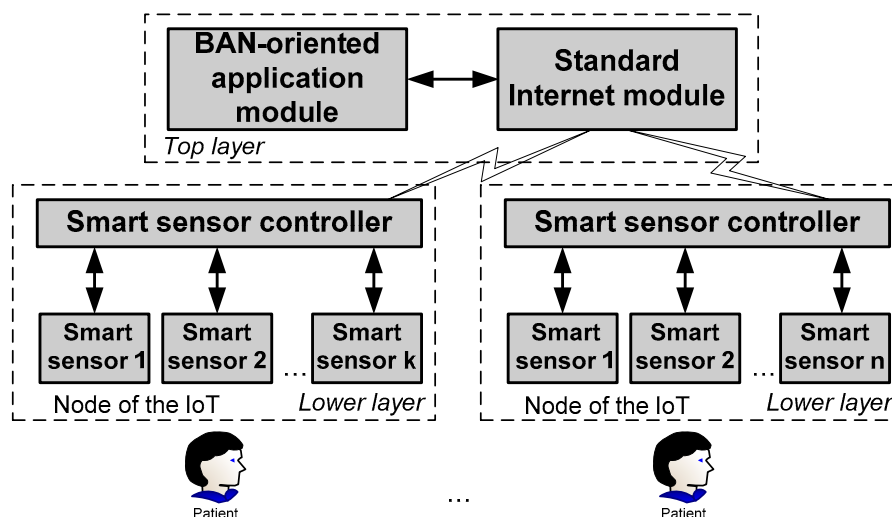 BAN-oriented
application
module
Standard
Internet module
Top layer
Smart sensor controller
Smart sensor controller
Smart
sensor 1
Smart
sensor 2
...
Smart
sensor k
Smart
sensor 1
Smart
sensor 2
...
Smart
sensor n
Node of the IoT
Lower layer
Node of the IoT
Lower layer
Patient
...
Patient